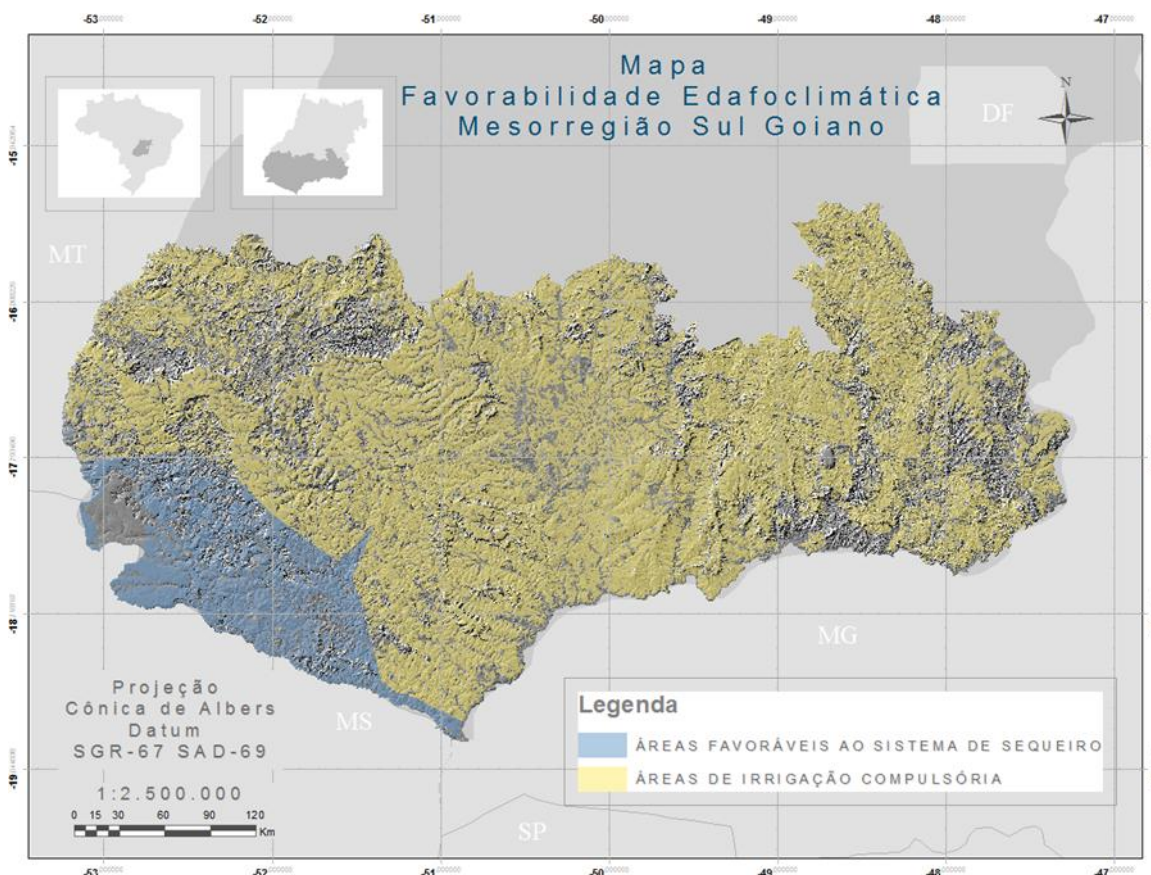 -53
-52
-51
-50
-49
-48
-47
Mapa
Favorabilidade Edafoclimática
Mesorregião Sul Goiano
N
DF
MT
-15
-16
-17
-18
-19
MG
MS
SP
Projeção
Cônica de Albers
Datum
SGR-67 SAD-69
1:2.500.000
0 15 30 60 90 120
Km
Legenda
ÁREAS FAVORÁVEIS AO SISTEMA DE SEQUEIRO
ÁREAS DE IRRIGAÇÃO COMPULSÓRIA
-53
-52
-51
-50
-49
-48
-47